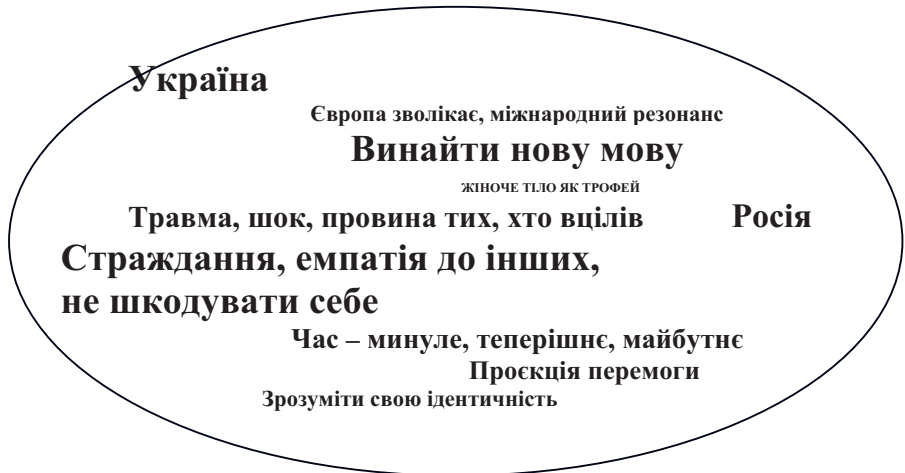 Україна
Європа зволікає, міжнародний резонанс
Винайти нову мову
ЖІНОЧЕ ТІЛО ЯК ТРОФЕЙ
Травма, шок, провина тих, хто вцілів Росія
Страждання, емпатія до інших,
не шкодувати себе
Час – минуле, теперішнє, майбутнє
Проєкція перемоги
Зрозуміти свою ідентичність